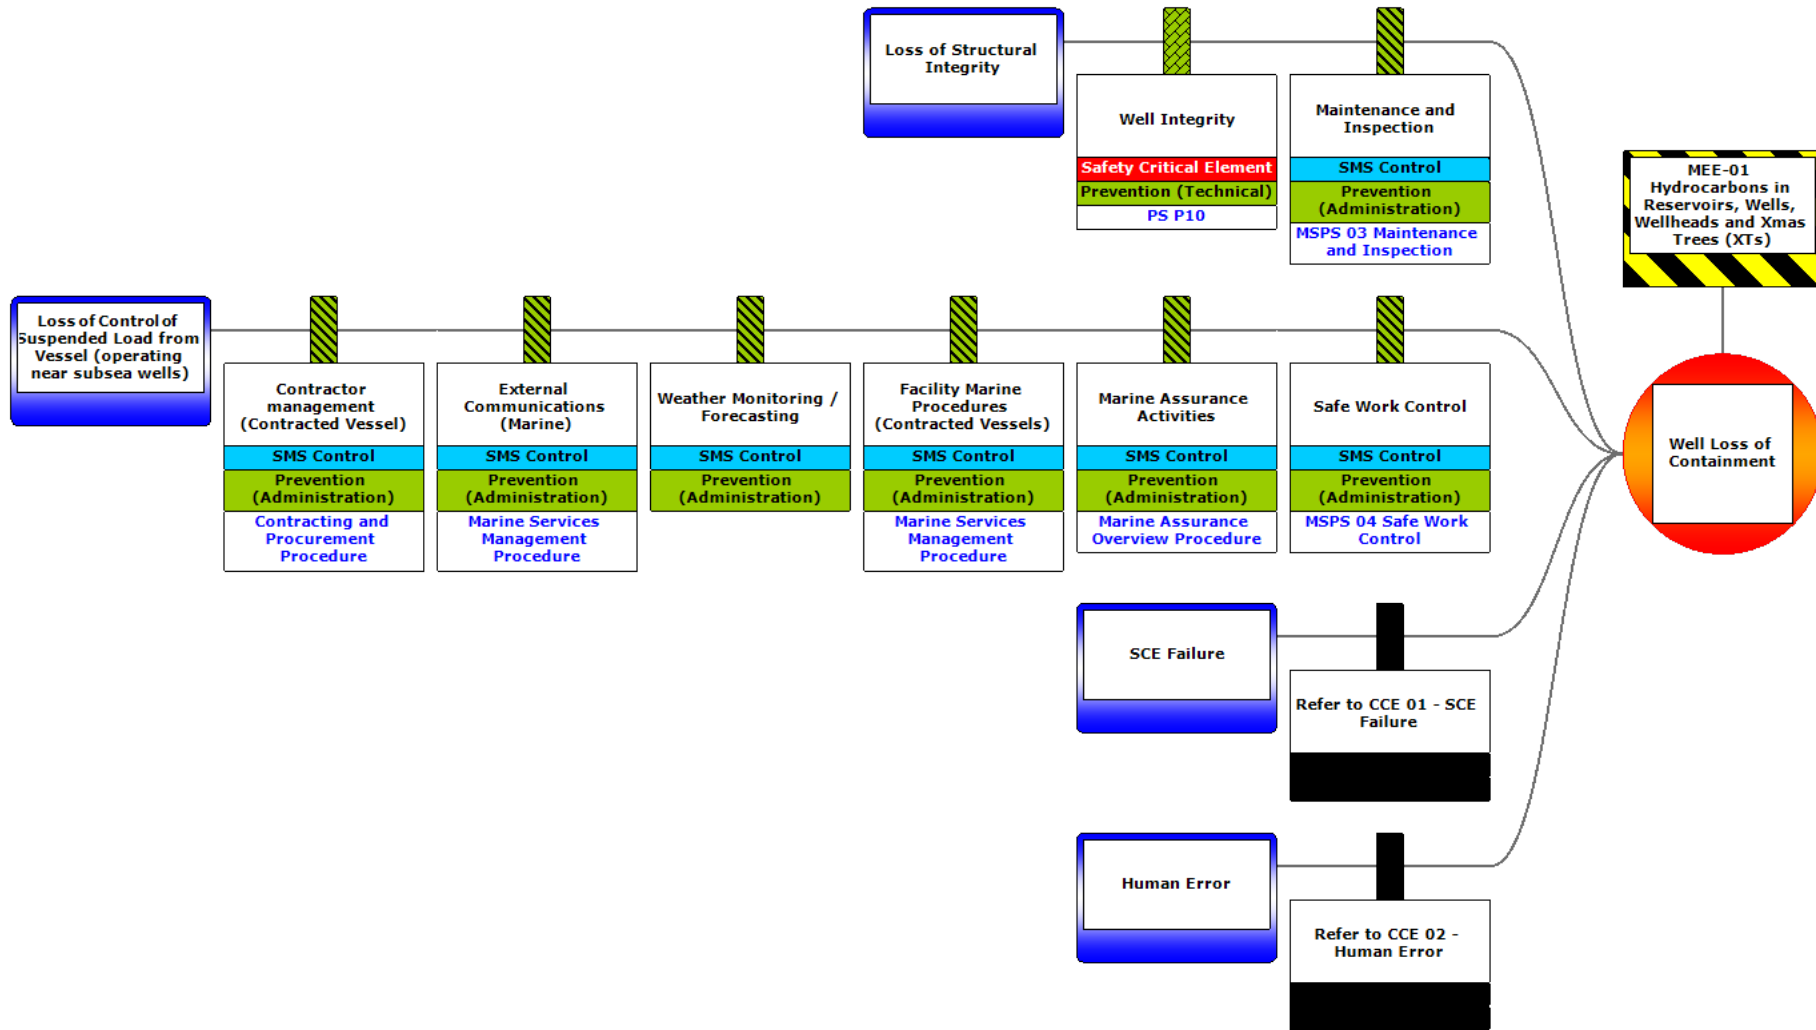 Loss of Structural
Integrity
Well Integrity
Safety Critical Element
Prevention (Technical)
PS P10
Maintenance and
Inspection
SMS Control
Prevention
(Administration)
MSPS 03 Maintenance
and Inspection
MEE-01
Hydrocarbons in
Reservoirs, Wells,
Wellheads and Xmas
Trees (XTs)
Loss of Control of
Suspended Load from
Vessel (operating
near subsea wells)
Contractor
management
(Contracted Vessel)
SMS Control
Prevention
(Administration)
Contracting and
Procurement
Procedure
External
Communications
(Marine)
SMS Control
Prevention
(Administration)
Marine Services
Management
Procedure
Weather Monitoring /
Forecasting
SMS Control
Prevention
(Administration)
Facility Marine
Procedures
(Contracted Vessels)
SMS Control
Prevention
(Administration)
Marine Services
Management
Procedure
Marine Assurance
Activities
SMS Control
Prevention
(Administration)
Marine Assurance
Overview Procedure
Safe Work Control
SMS Control
Prevention
(Administration)
MSPS 04 Safe Work
Control
Well Loss of
Containment
SCE Failure
Refer to CCE 01 - SCE
Failure
Human Error
Refer to CCE 02 -
Human Error